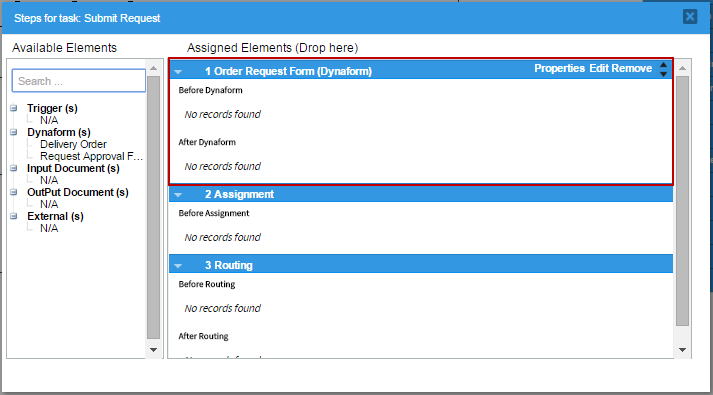 Steps for task: Submit Request
Available Elements
Assigned Elements (Drop here)
Search ...
Trigger (s)
N/A
Dynaform (s)
Delivery Order
Request Approval F...
Input Document (s)
N/A
OutPut Document (s)
N/A
External (s)
N/A
1 Order Request Form (Dynaform)
Properties Edit Remove
Before Dynaform
No records found
After Dynaform
No records found
2 Assignment
Before Assignment
No records found
3 Routing
Before Routing
No records found
After Routing
No records found